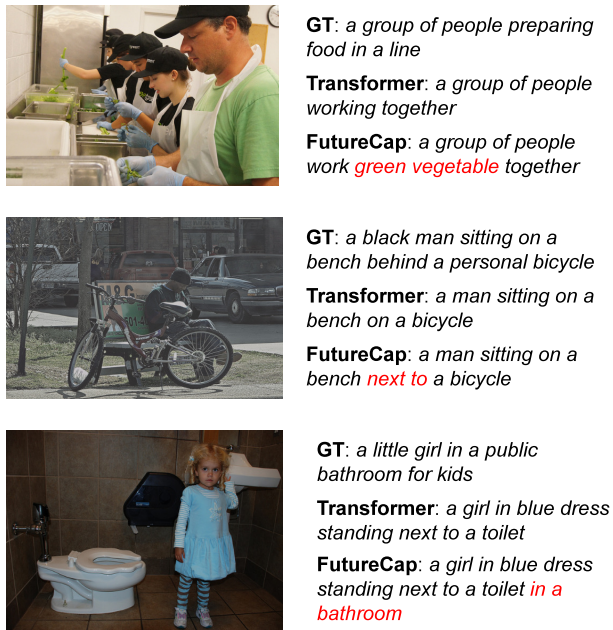 GT: a group of people preparing
food in a line
Transformer: a group of people
working together
FutureCap: a group of people
work green vegetable together
GT: a black man sitting on a
bench behind a personal bicycle
Transformer: a man sitting on a
bench on a bicycle
FutureCap: a man sitting on a
bench next to a bicycle
GT: a little girl in a public
bathroom for kids
Transformer: a girl in blue dress
standing next to a toilet
FutureCap: a girl in blue dress
standing next to a toilet in a
bathroom